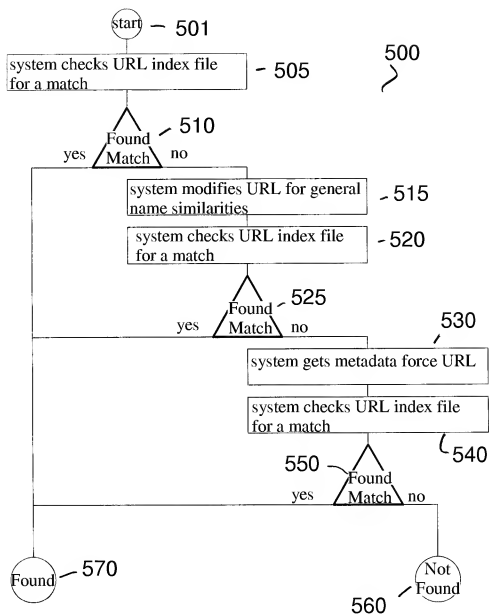 start
501
system checks URL index file
for a match
505
500
Found
Match
510
yes
no
system modifies URL for general
name similarities
515
system checks URL index file
for a match
520
Found
Match
525
yes
no
530
system gets metadata force URL
system checks URL index file
for a match
540
550
Found
Match
yes
no
Found
570
Not
Found
560